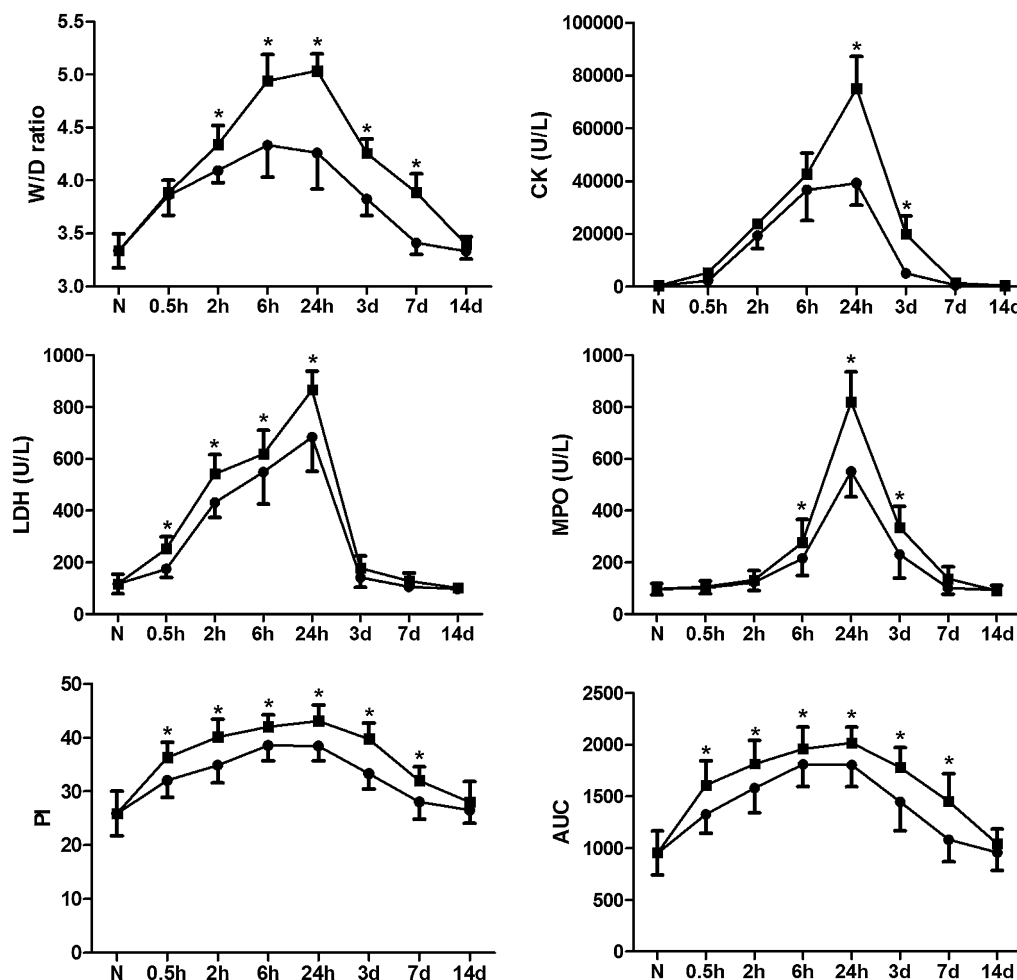 W/D ratio
5.5
5.0
4.5
4.0
3.5
3.0
* * * * *
N 0.5h 2h 6h 24h 3d 7d 14d
CK (U/L)
100000
80000
60000
40000
20000
0
* *
N 0.5h 2h 6h 24h 3d 7d 14d
LDH (U/L)
1000
800
600
400
200
0
* * * *
N 0.5h 2h 6h 24h 3d 7d 14d
MPO (U/L)
1000
800
600
400
200
0
* * *
N 0.5h 2h 6h 24h 3d 7d 14d
PI
50
40
30
20
10
0
* * * * * *
N 0.5h 2h 6h 24h 3d 7d 14d
AUC
2500
2000
1500
1000
500
0
* * * * * *
N 0.5h 2h 6h 24h 3d 7d 14d